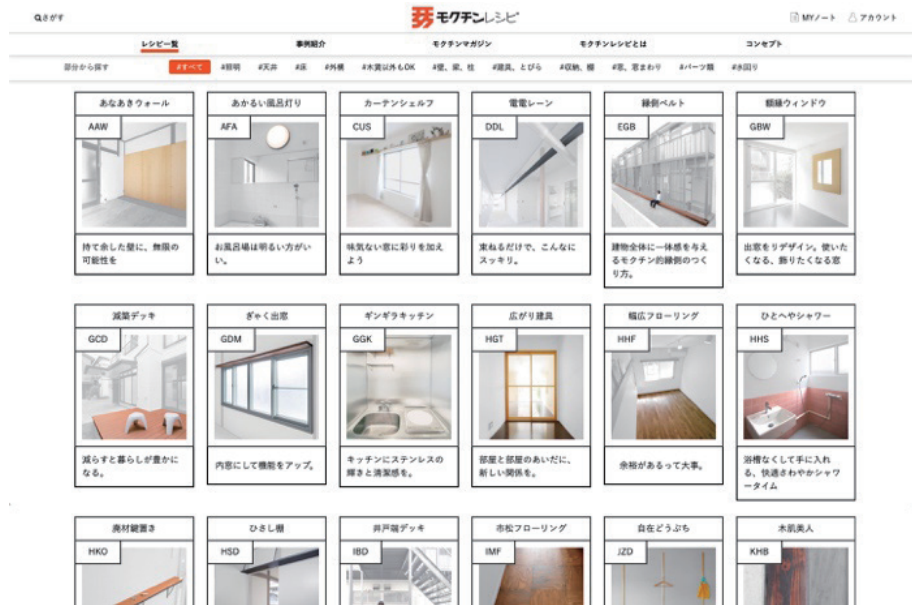 さがす
モクチンレシピ
MYノート
アカウント
レシピ一覧
事例紹介
モクチンマガジン
モクチンレシピとは
コンセプト
部分から探す
#すべて
#照明
#天井
#床
#外構
#木賃以外もOK
#壁、梁、柱
#建具、とびら
#収納、棚
#窓、窓まわり
#パーツ類
#水回り
あなあきウォール
AAW
持て余した壁に、無限の
可能性を
あかるい風呂灯り
AFA
お風呂場は明るい方がい
い。
カーテンシェルフ
CUS
味気ない窓に彩りを加え
よう
電電レーン
DDL
束ねるだけで、こんなに
スッキリ。
縁側ベルト
EGB
建物全体に一体感を与え
るモクチン的縁側のつく
り方。
額縁ウィンドウ
GBW
出窓をリデザイン。使いた
くなる、飾りたくなる窓
減築デッキ
GCD
減らすと暮らしが豊かに
なる。
ぎゃく出窓
GDM
内窓にして機能をアップ。
ギンギラキッチン
GGK
キッチンにステンレスの
輝きと清潔感を。
広がり建具
HGT
部屋と部屋のあいだに、
新しい関係を。
幅広フローリング
HHF
余裕があるって大事。
ひとへやシャワー
HHS
浴槽なくして手に入れ
る、快適さわやかシャワ
ータイム
廃材鍵置き
HKO
ひさし棚
HSD
井戸端デッキ
IBD
市松フローリング
IMF
自在どうぶち
JZD
木肌美人
KHB